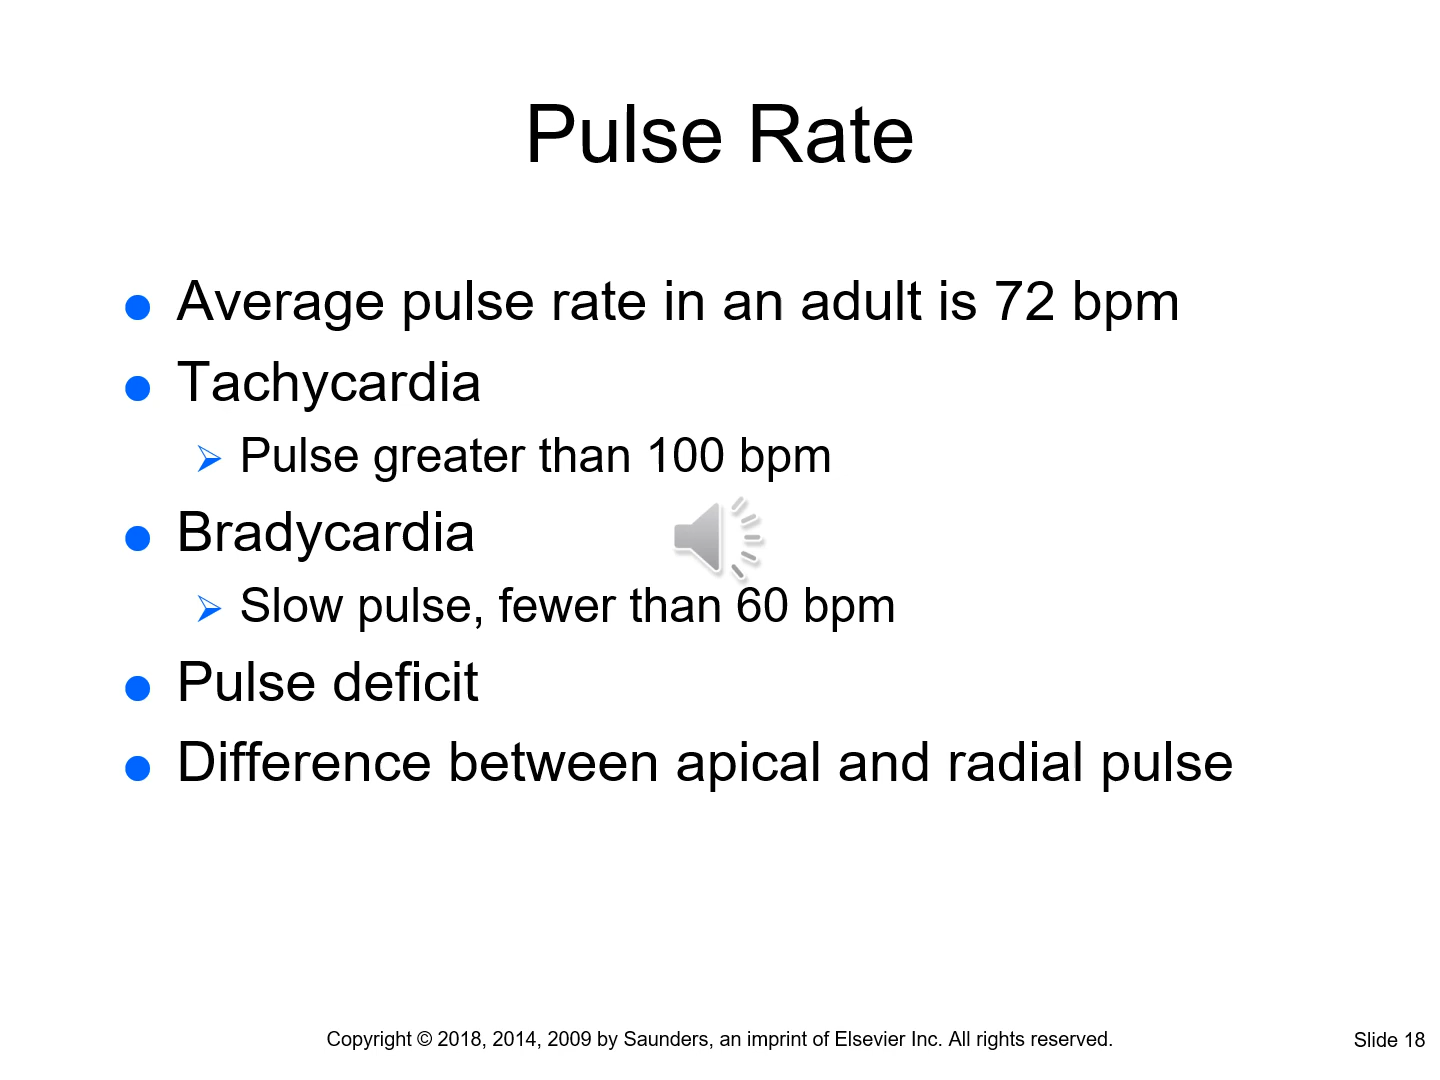 Pulse Rate
Average pulse rate in an adult is 72 bpm
Tachycardia
Pulse greater than 100 bpm
Bradycardia
Slow pulse, fewer than 60 bpm
Pulse deficit
Difference between apical and radial pulse
Copyright © 2018, 2014, 2009 by Saunders, an imprint of Elsevier Inc. All rights reserved.
Slide 18